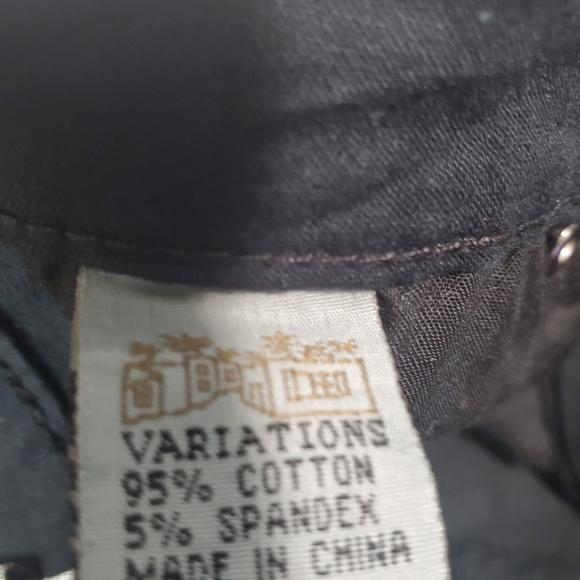 VARIATIONS
95% COTTON
5% SPANDEX
MADE IN CHINA